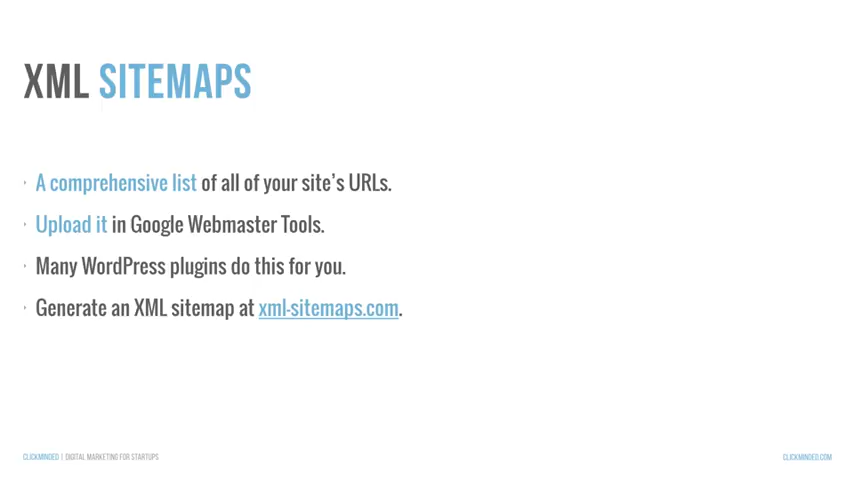 XML SITEMAPS
A comprehensive list of all of your site's URLs.
Upload it in Google Webmaster Tools.
Many WordPress plugins do this for you.
Generate an XML sitemap at xml-sitemaps.com.
CLICKMINDED | DIGITAL MARKETING FOR STARTUPS
CLICKMINDED.COM